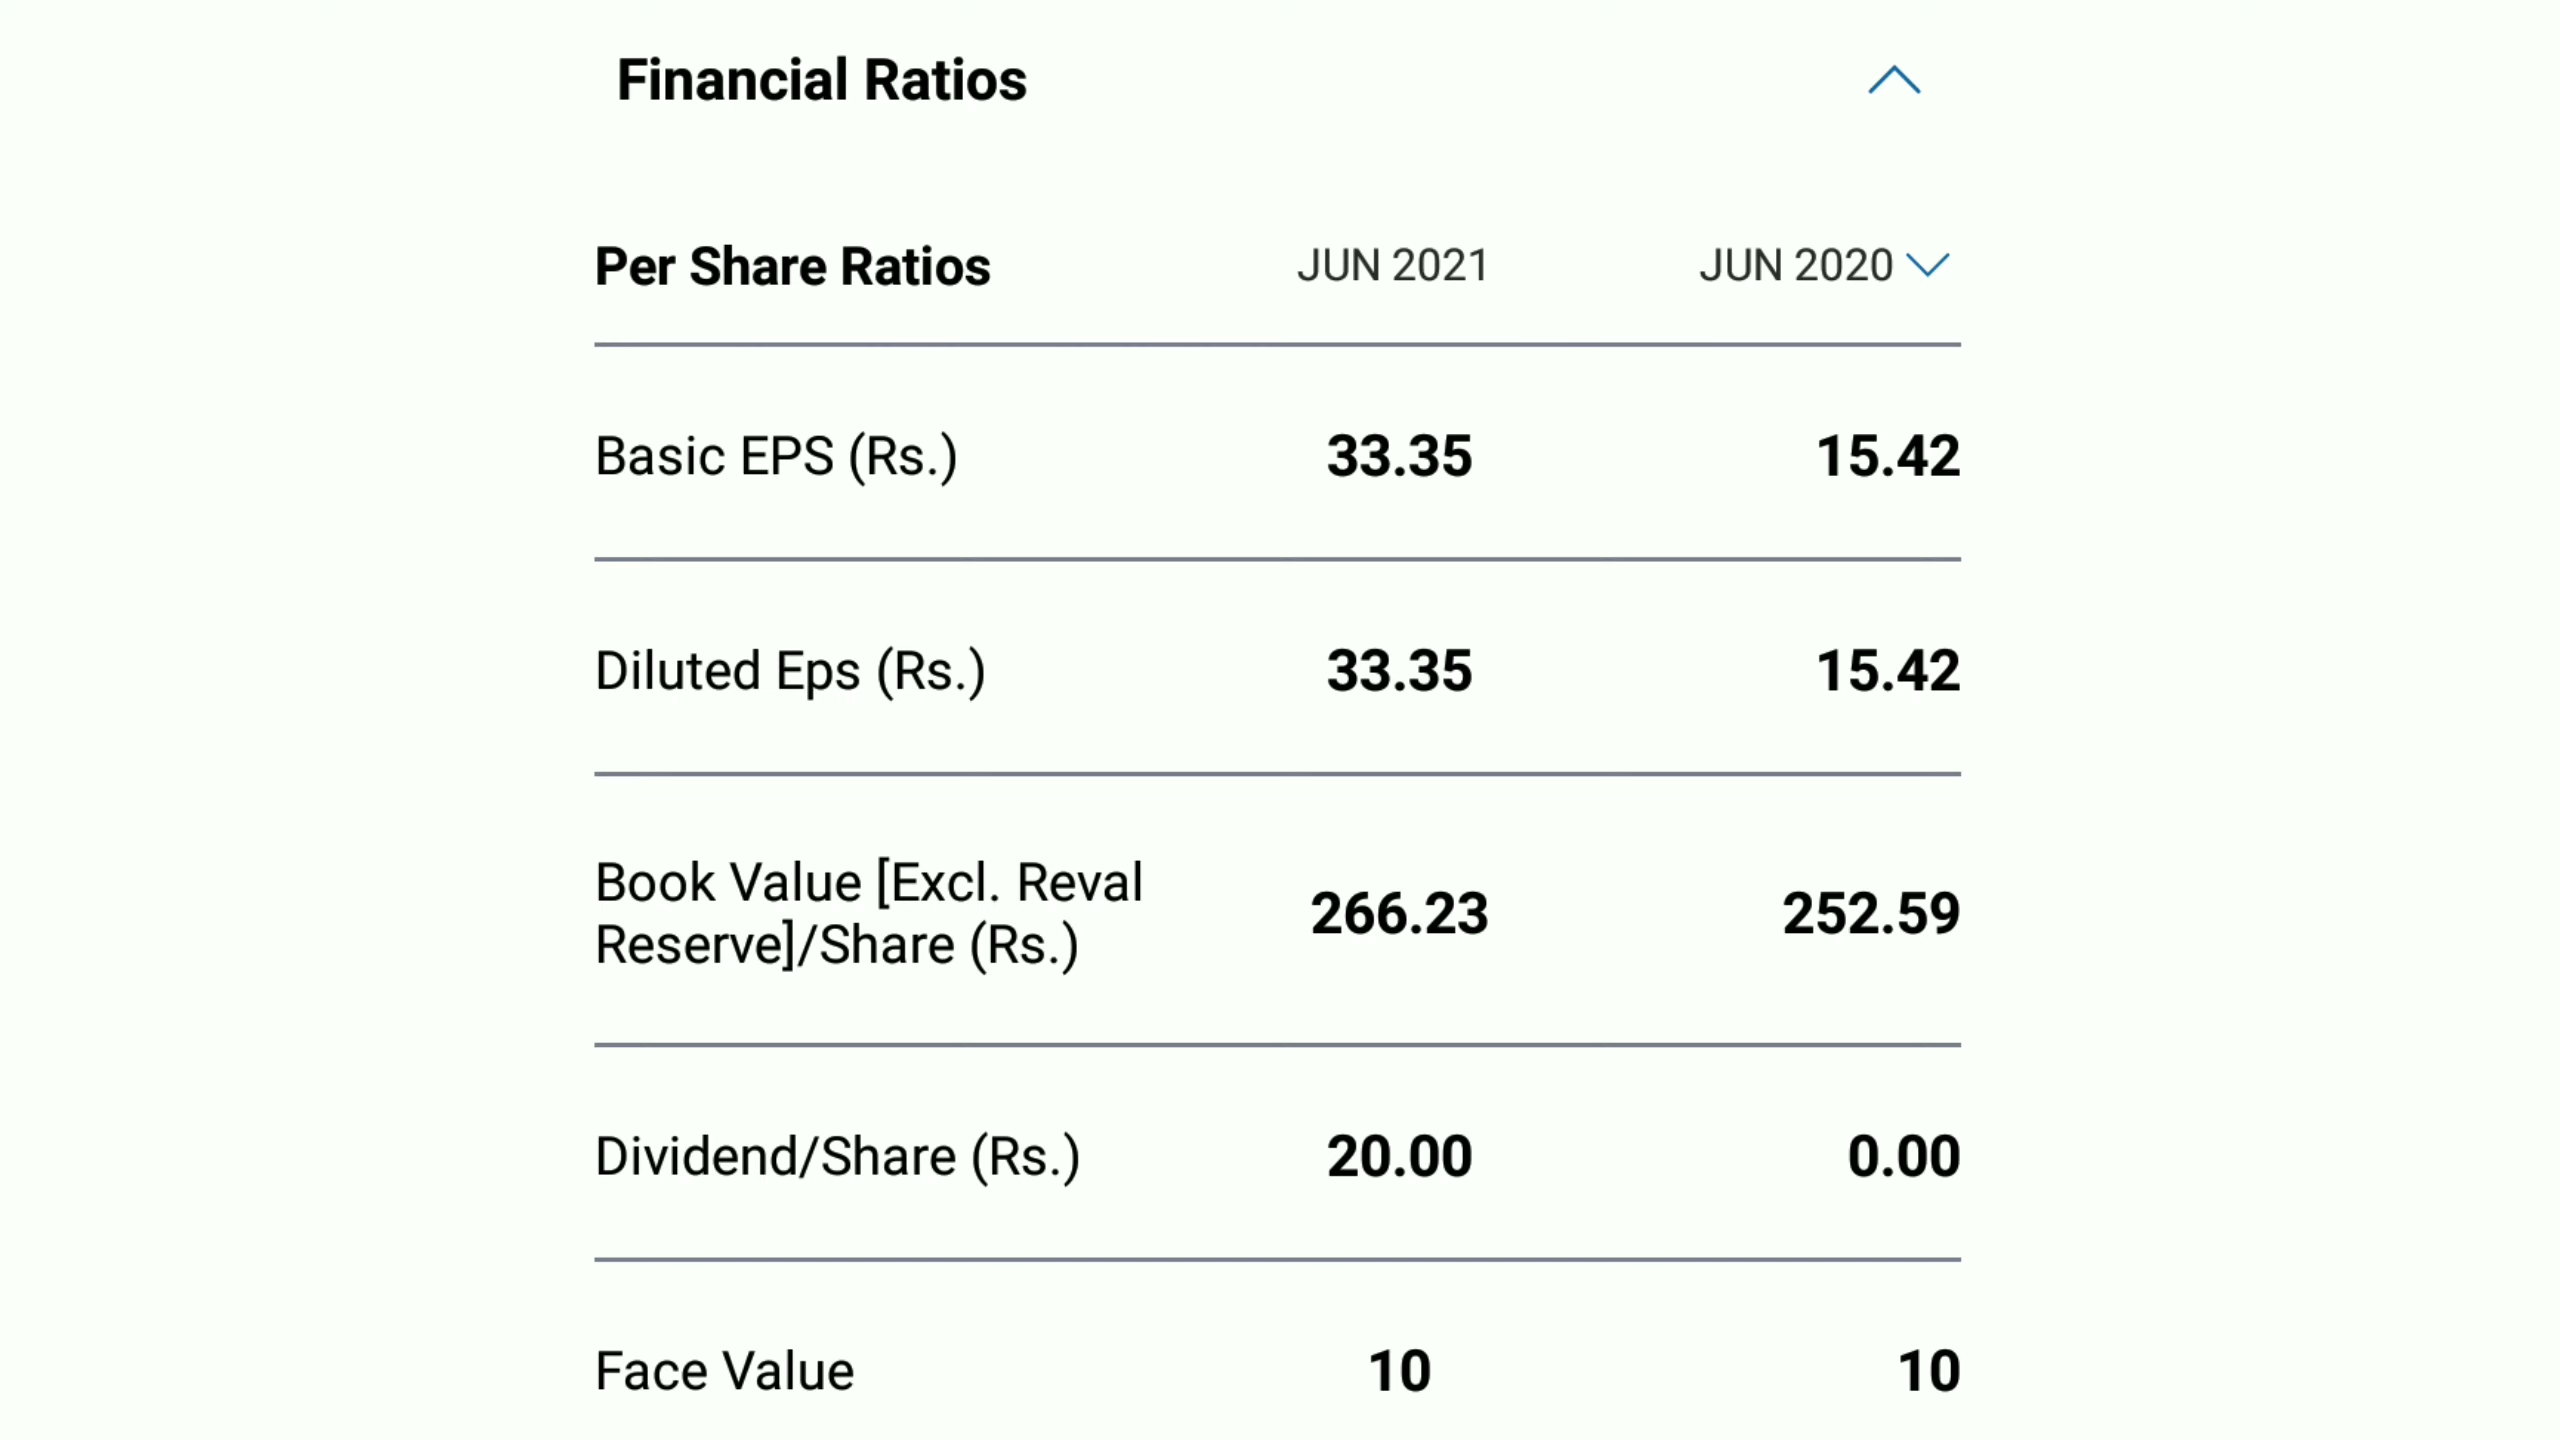 Financial Ratios
Per Share Ratios JUN 2021 JUN 2020
Basic EPS (Rs.) 33.35 15.42
Diluted Eps (Rs.) 33.35 15.42
Book Value [Excl. Reval
Reserve]/Share (Rs.) 266.23 252.59
Dividend/Share (Rs.) 20.00 0.00
Face Value 10 10